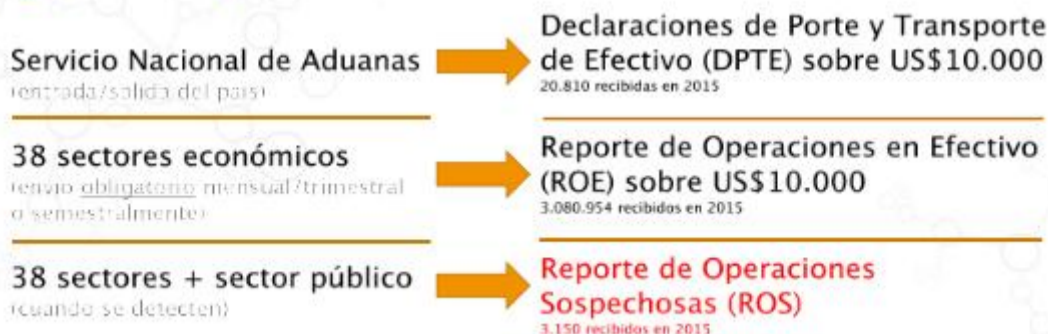 Servicio Nacional de Aduanas
(entrada/salida del país)
Declaraciones de Porte y Transporte
de Efectivo (DPTE) sobre US$10.000
20.810 recibidas en 2015
38 sectores económicos
(envío obligatorio mensual/trimestral
o semestralmente)
Reporte de Operaciones en Efectivo
(ROE) sobre US$10.000
3.080.954 recibidos en 2015
38 sectores + sector público
(cuando se detecten)
Reporte de Operaciones
Sospechosas (ROS)
3.150 recibidos en 2015